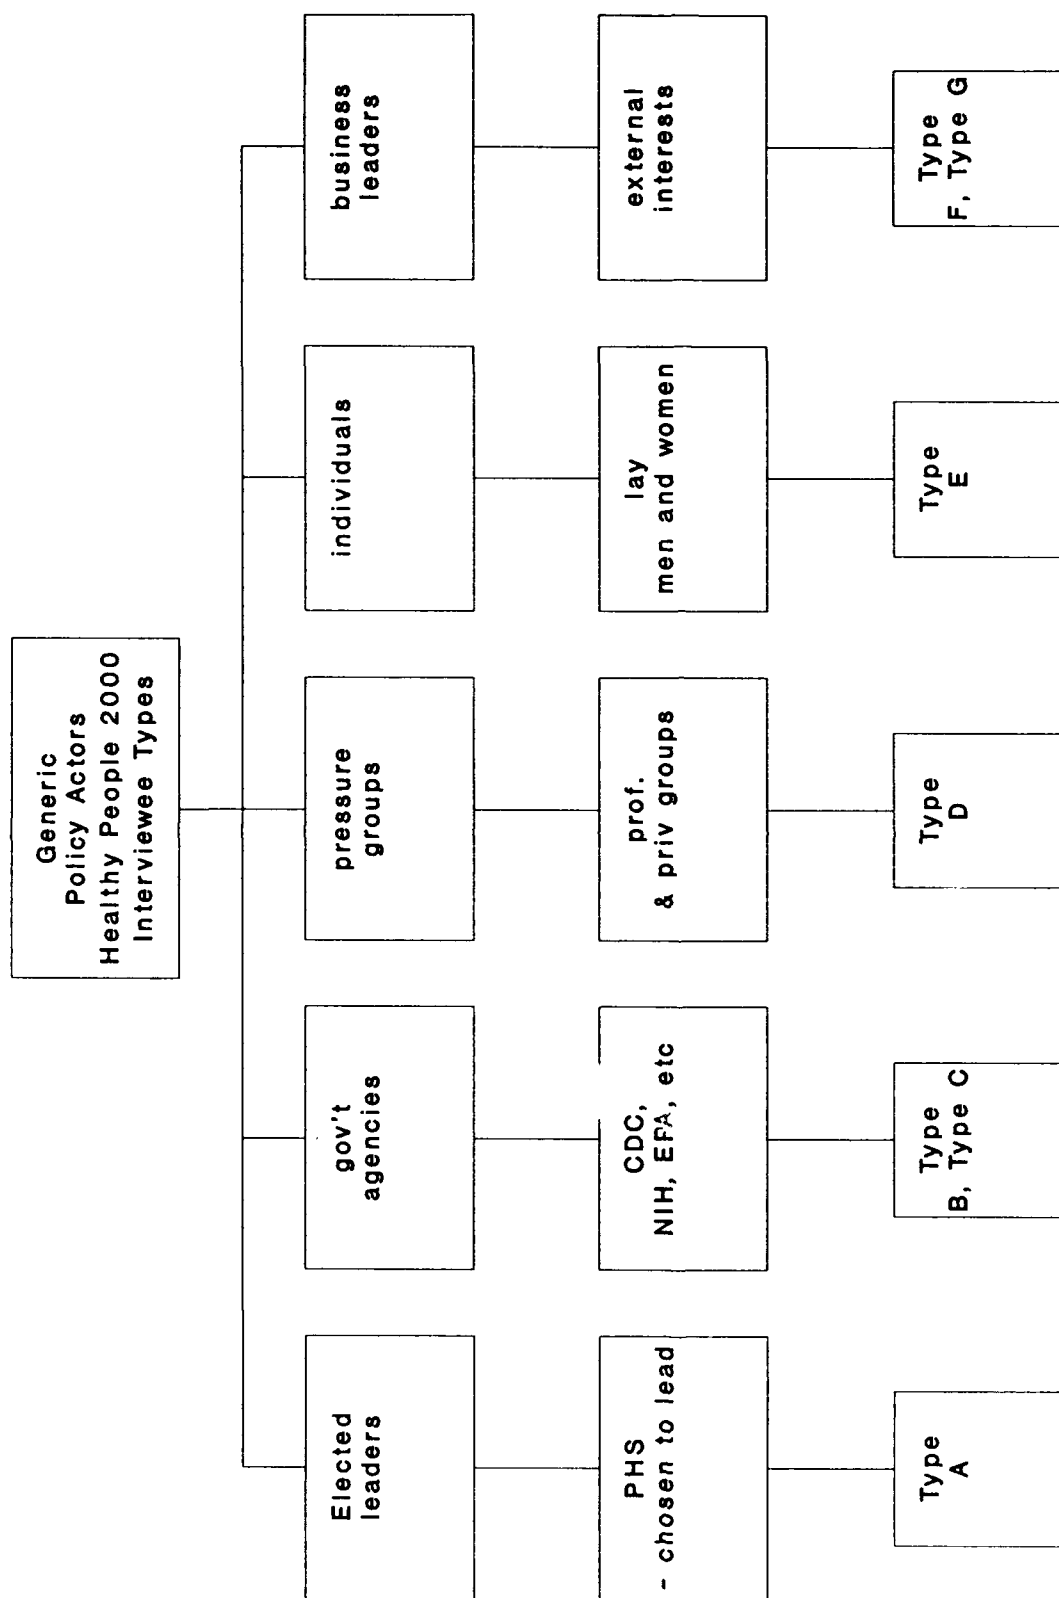 Generic
Policy Actors
Healthy People 2000
Interviewee Types
Elected
leaders
gov't
agencies
pressure
groups
individuals
business
leaders
PHS
- chosen to lead
CDC,
NIH, EPA, etc
prof.
& priv groups
lay
men and women
external
interests
Type
A
Type
B, Type C
Type
D
Type
E
Type
F, Type G